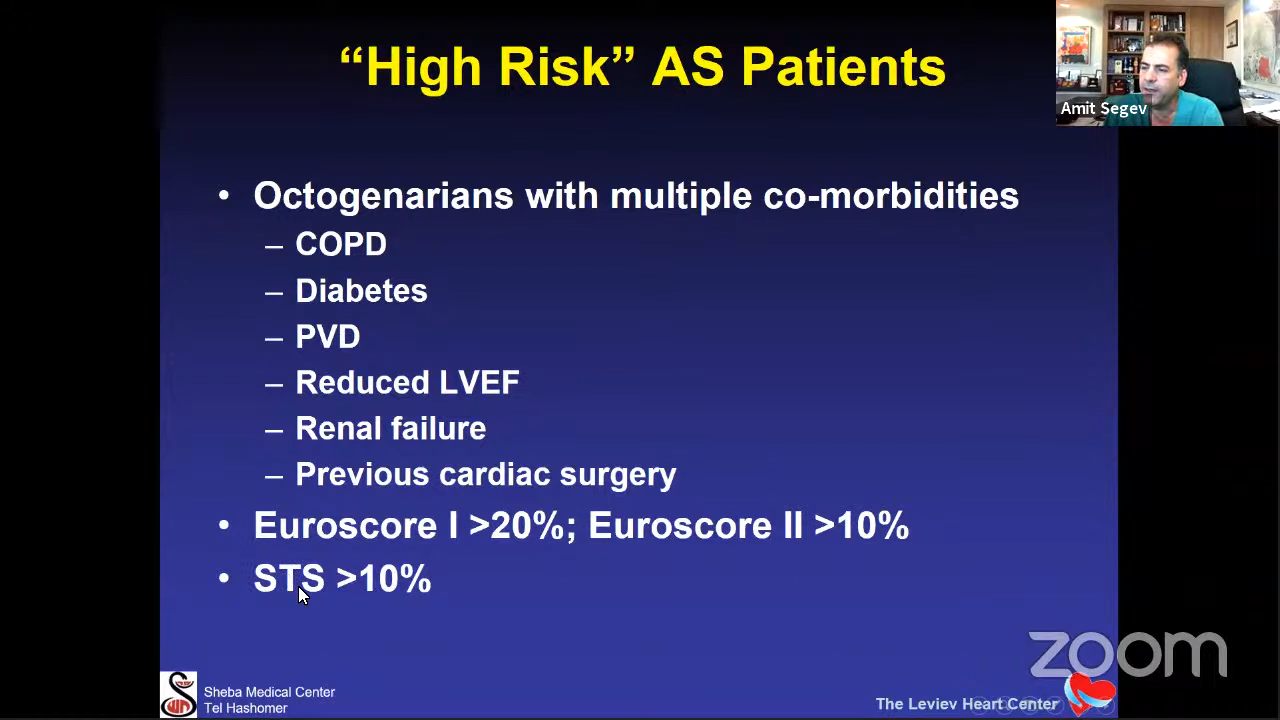 “High Risk” AS Patients
Amit Segev
• Octogenarians with multiple co-morbidities
– COPD
– Diabetes
– PVD
– Reduced LVEF
– Renal failure
– Previous cardiac surgery
• Euroscore I >20%; Euroscore II >10%
• STS >10%
zoom
Sheba Medical Center
Tel Hashomer
The Leviev Heart Center